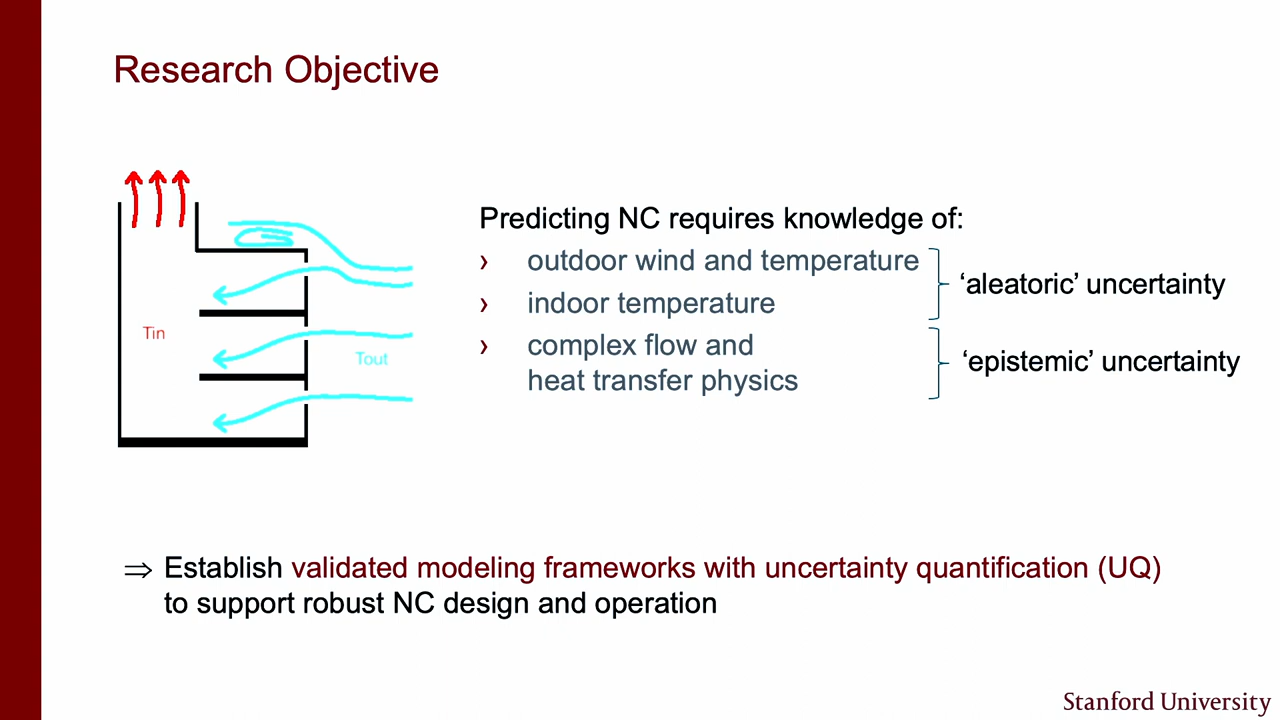 Research Objective
Predicting NC requires knowledge of:
› outdoor wind and temperature
› indoor temperature
‘aleatoric’ uncertainty
› complex flow and
heat transfer physics
‘epistemic’ uncertainty
Tin
Tout
⇒ Establish validated modeling frameworks with uncertainty quantification (UQ)
to support robust NC design and operation
Stanford University